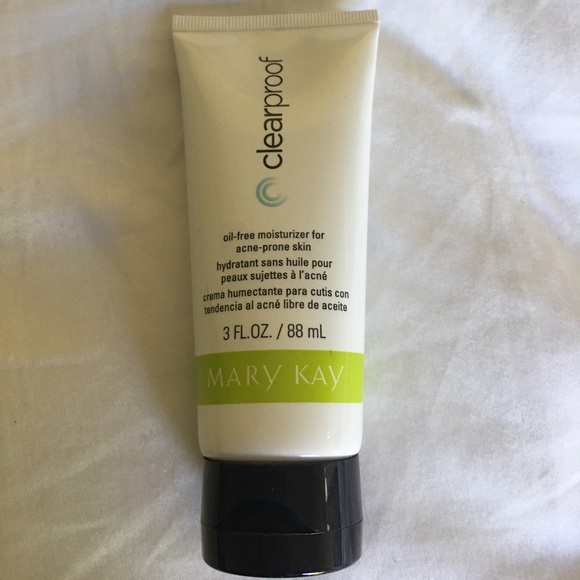 clearproof
oil-free moisturizer for
acne-prone skin
hydratant sans huile pour
peaux sujettes à l'acné
crema humectante para cutis con
tendencia al acné libre de aceite
3 FL.OZ. / 88 mL
MARY KAY